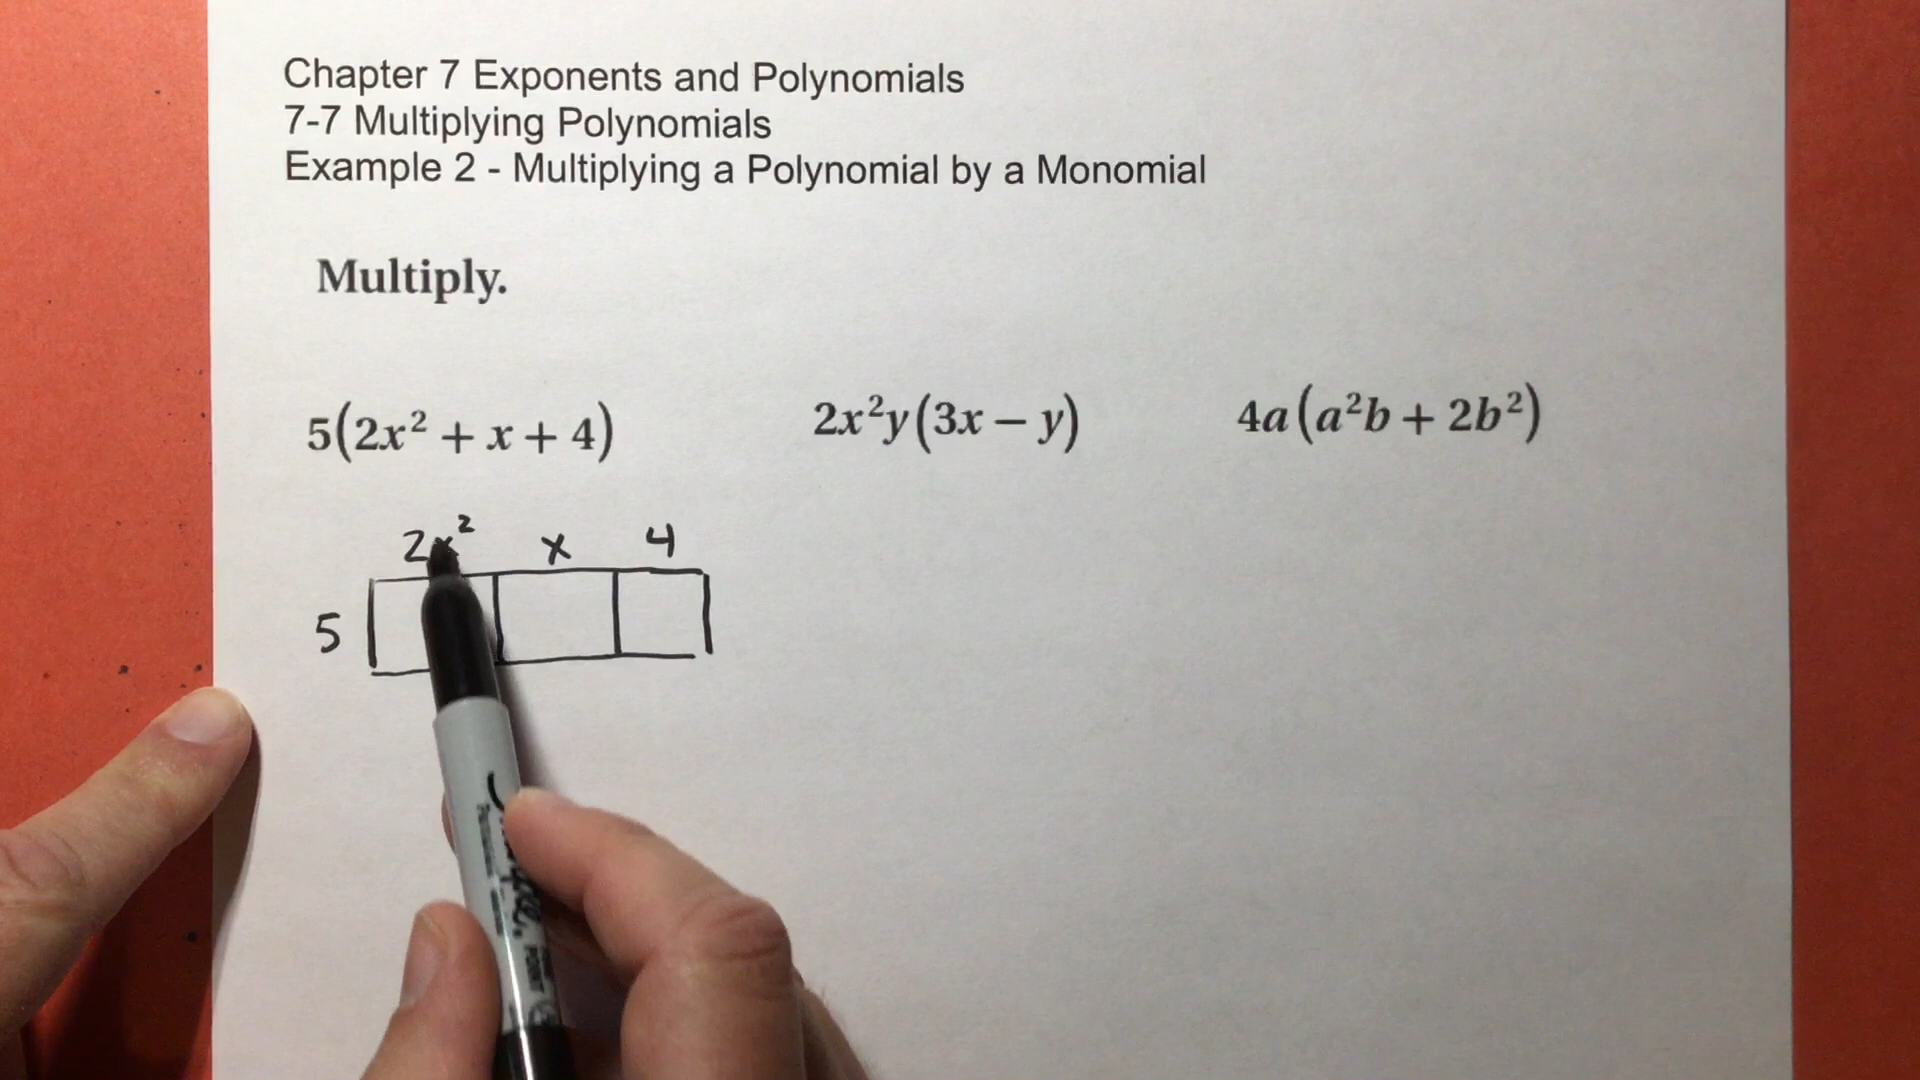 Chapter 7 Exponents and Polynomials
7-7 Multiplying Polynomials
Example 2 - Multiplying a Polynomial by a Monomial
Multiply.
5(2x² + x + 4) 2x²y(3x − y) 4a(a²b + 2b²)
2x² x 4
5